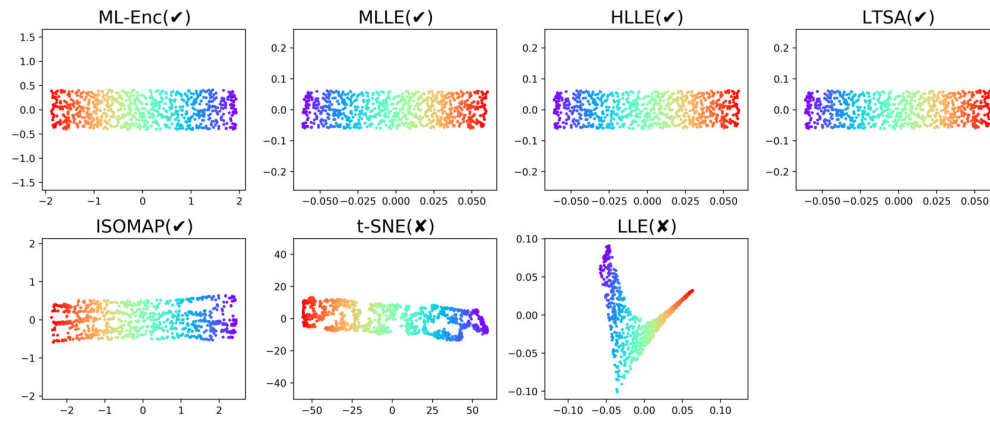 ML-Enc(✔) MLLE(✔) HLLE(✔) LTSA(✔)
1.5 0.2 0.2 0.2
1.0
0.5 0.1 0.1 0.1
0.0 0.0 0.0 0.0
−0.5
−0.1 −0.1 −0.1
−1.0
−1.5 −0.2 −0.2 −0.2
−2 −1 0 1 2 −0.050 −0.025 0.000 0.025 0.050 −0.050 −0.025 0.000 0.025 0.050 −0.050 −0.025 0.000 0.025 0.050
ISOMAP(✔) t-SNE(✘) LLE(✘)
2 40 0.10
1 20 0.05
0 0 0.00
−1 −20 −0.05
−2 −40 −0.10
−2 −1 0 1 2 −50 −25 0 25 50 −0.10 −0.05 0.00 0.05 0.10